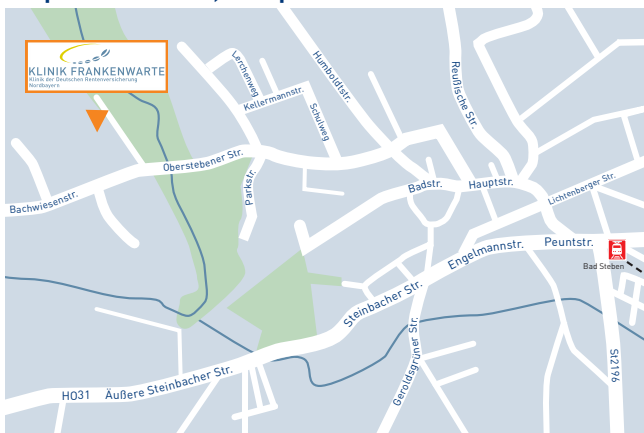 KLINIK FRANKENWARTE
Klinik der Deutschen Rentenversicherung
Nordbayern
Lerchenweg
Humboldtstr.
Reußische Str.
Kellermannstr.
Schulweg
Oberstebener Str.
Parkstr.
Badstr.
Hauptstr.
Lichtenberger Str.
Bachwiesenstr.
Engelmannstr.
Peuntstr.
Bad Steben
Steinbacher Str.
Geroldsgrüner Str.
St2196
HO31 Äußere Steinbacher Str.